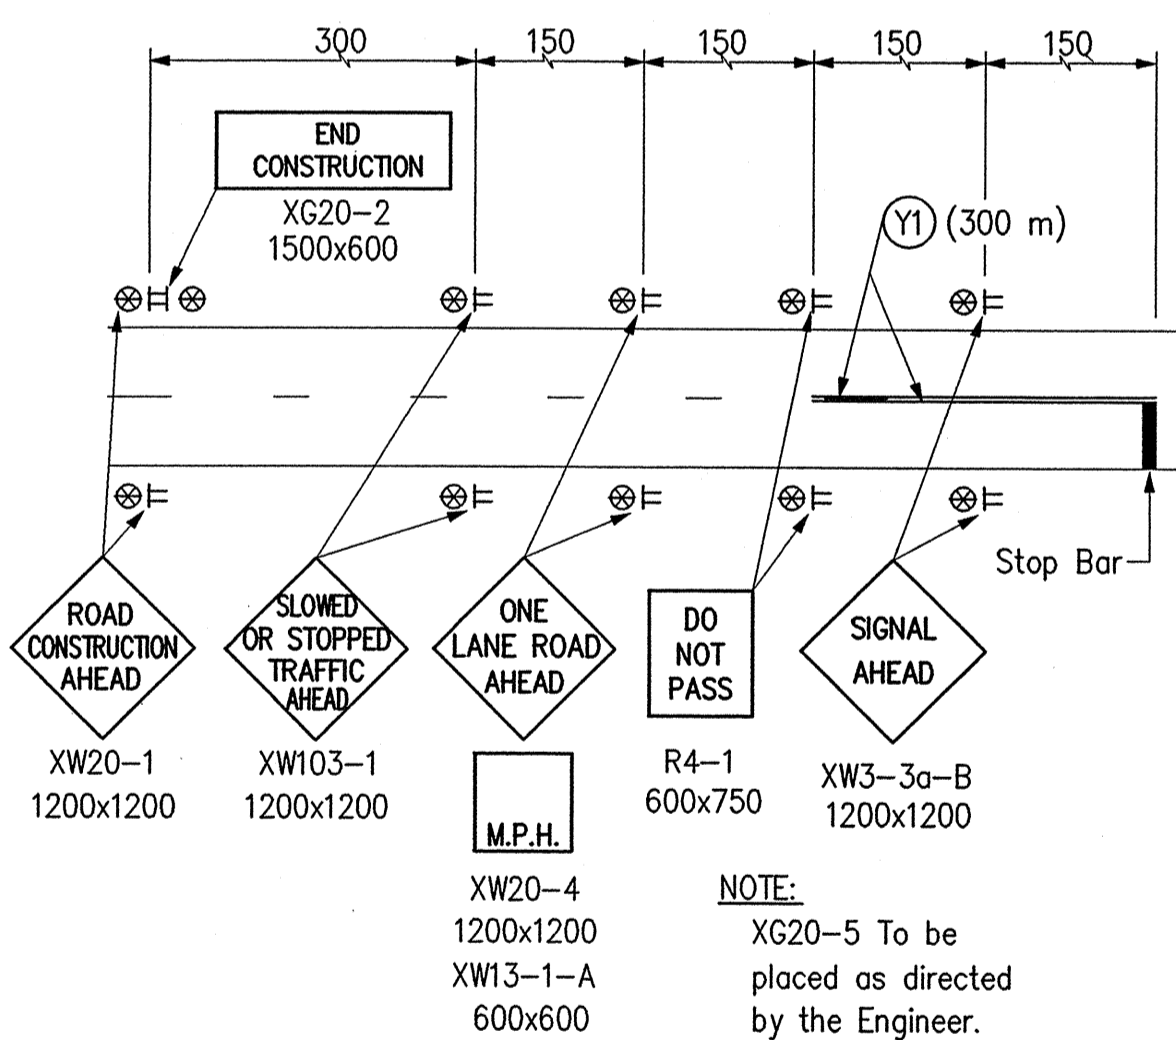 300
150
150
150
150
END
CONSTRUCTION
XG20-2
1500x600
Y1 (300 m)
Stop Bar
ROAD
CONSTRUCTION
AHEAD
XW20-1
1200x1200
SLOWED
OR STOPPED
TRAFFIC
AHEAD
XW103-1
1200x1200
ONE
LANE ROAD
AHEAD
M.P.H.
XW20-4
1200x1200
XW13-1-A
600x600
DO
NOT
PASS
R4-1
600x750
SIGNAL
AHEAD
XW3-3a-B
1200x1200
NOTE:
XG20-5 To be
placed as directed
by the Engineer.